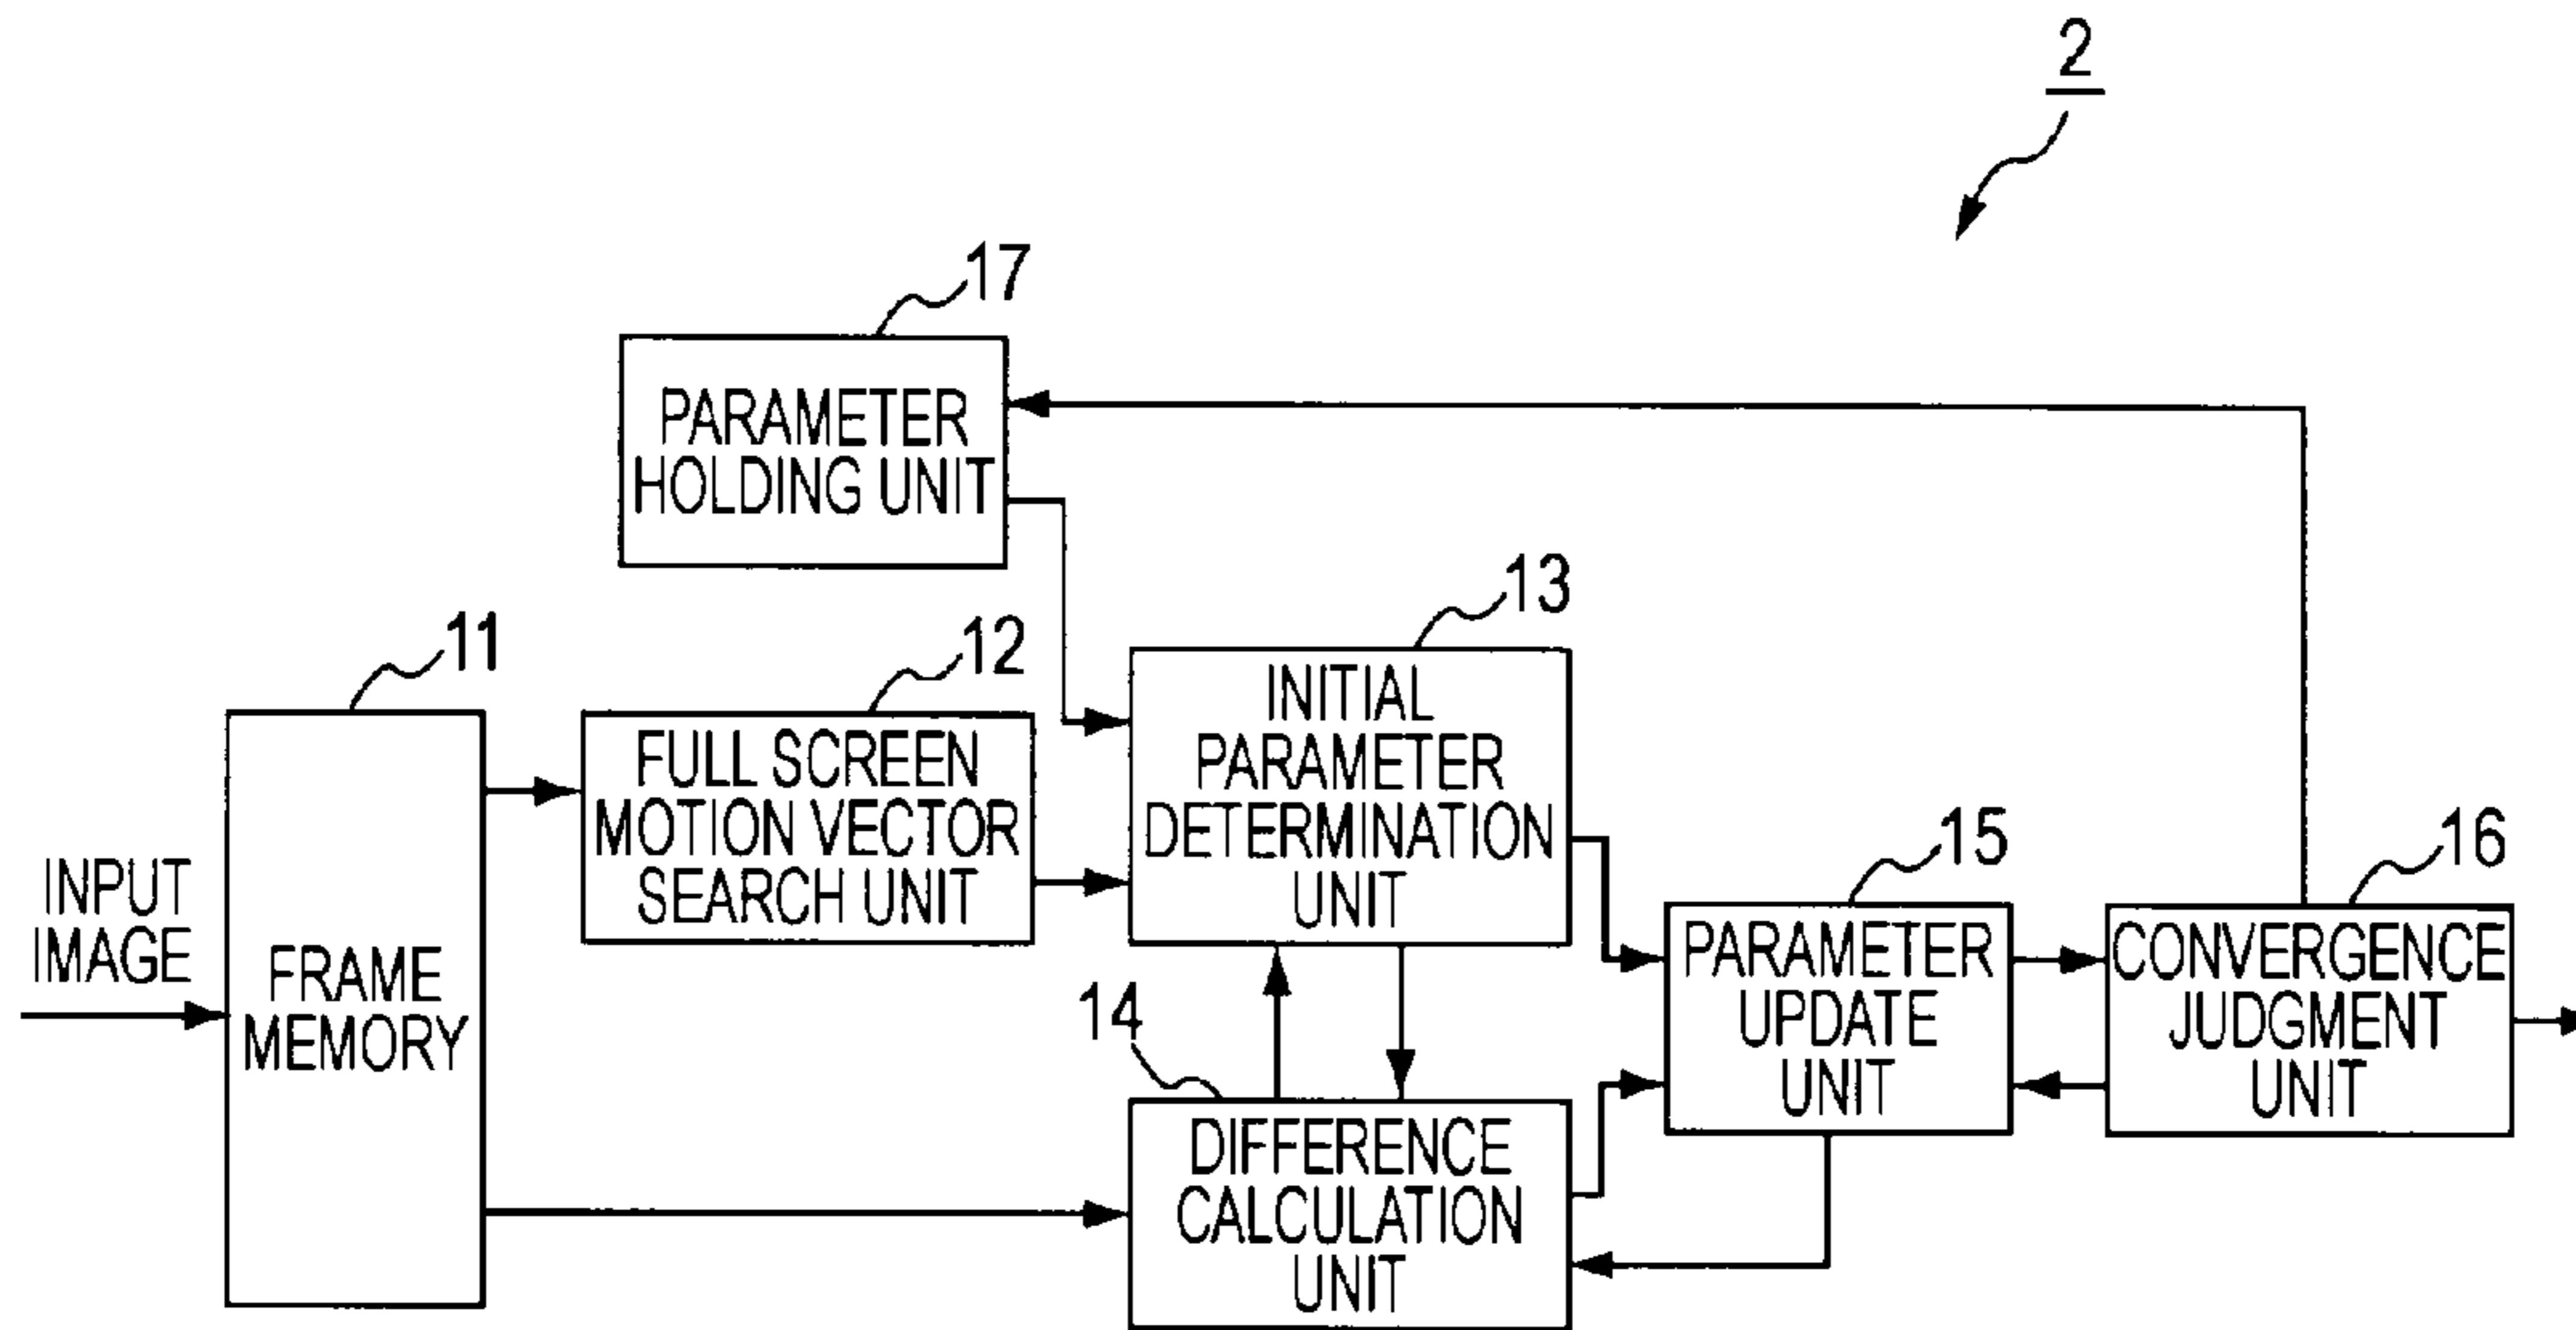 2
17
PARAMETER
HOLDING UNIT
11
12
13
FULL SCREEN
MOTION VECTOR
SEARCH UNIT
INITIAL
PARAMETER
DETERMINATION
UNIT
INPUT
IMAGE
FRAME
MEMORY
14
DIFFERENCE
CALCULATION
UNIT
15
PARAMETER
UPDATE
UNIT
16
CONVERGENCE
JUDGMENT
UNIT